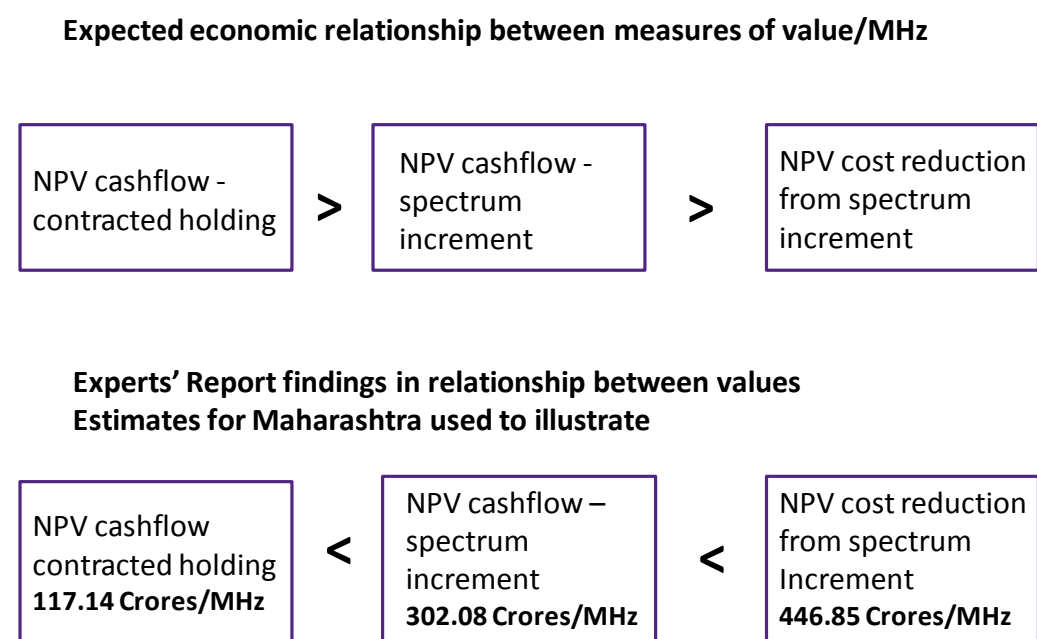 Expected economic relationship between measures of value/MHz
NPV cashflow -
contracted holding
>
NPV cashflow -
spectrum
increment
>
NPV cost reduction
from spectrum
increment
Experts’ Report findings in relationship between values
Estimates for Maharashtra used to illustrate
NPV cashflow
contracted holding
117.14 Crores/MHz
<
NPV cashflow –
spectrum
increment
302.08 Crores/MHz
<
NPV cost reduction
from spectrum
Increment
446.85 Crores/MHz